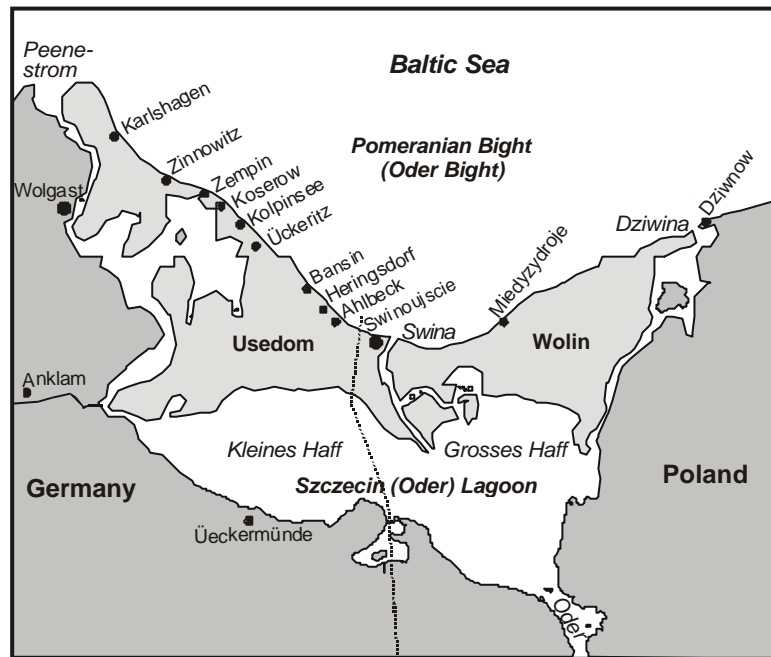 Peene-
strom
Baltic Sea
Karlshagen
Pomeranian Bight
(Oder Bight)
Zinnowitz
Zempin
Koserow
Kolpinsee
Ückeritz
Wolgast
Dziwnow
Dziwina
Bansin
Heringsdorf
Ahlbeck
Swinoujscie
Swina
Miedyzydroje
Usedom
Wolin
Anklam
Kleines Haff
Grosses Haff
Germany
Szczecin (Oder) Lagoon
Poland
Üeckermünde
Oder